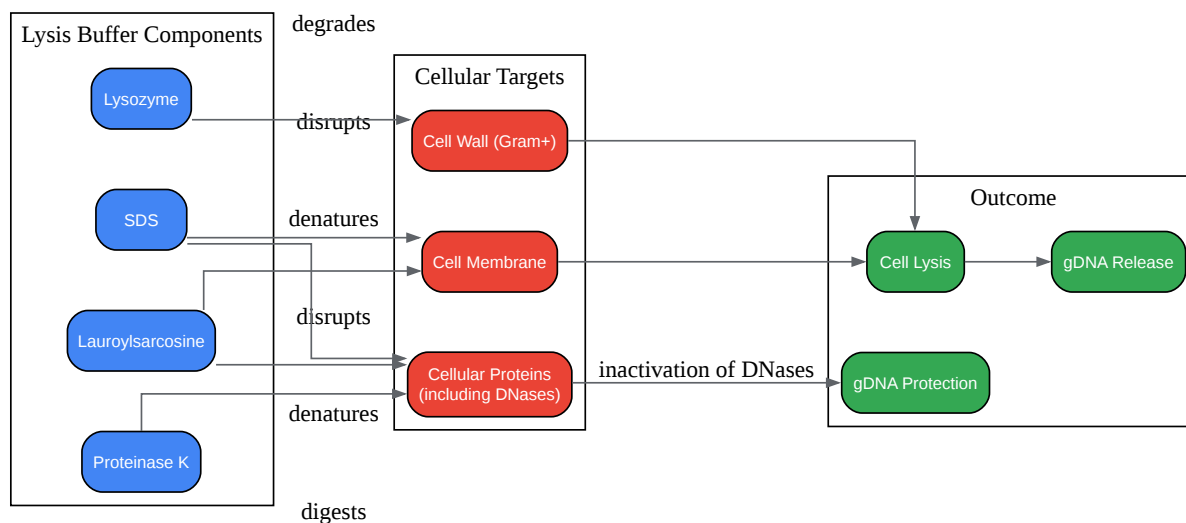 Lysis Buffer Components
Lysozyme
SDS
Lauroylsarcosine
Proteinase K
degrades
disrupts
denatures
disrupts
denatures
digests
Cellular Targets
Cell Wall (Gram+)
Cell Membrane
Cellular Proteins
(including DNases)
inactivation of DNases
Outcome
Cell Lysis
gDNA Release
gDNA Protection